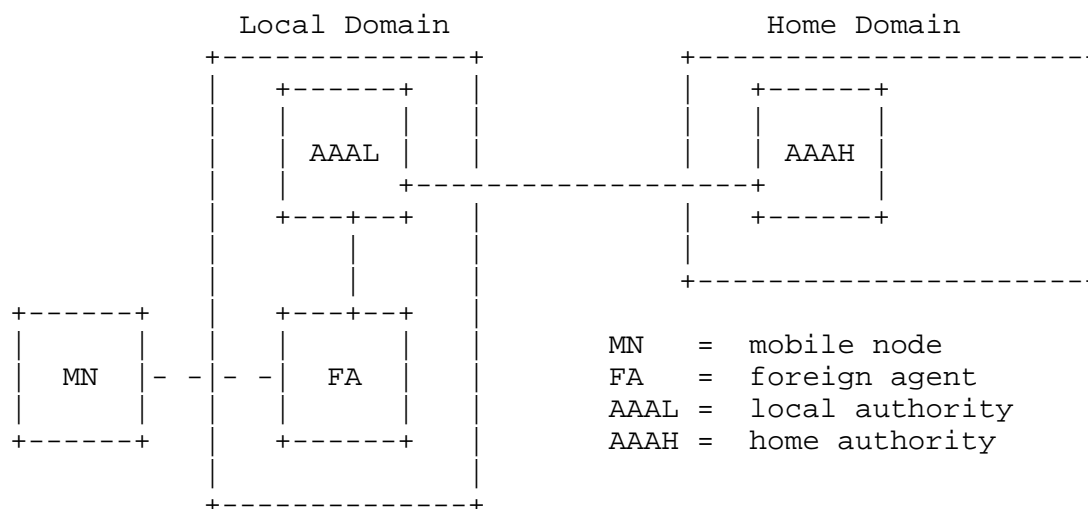 Local Domain Home Domain
AAAL AAAH
MN = mobile node
MN FA FA = foreign agent
AAAL = local authority
AAAH = home authority